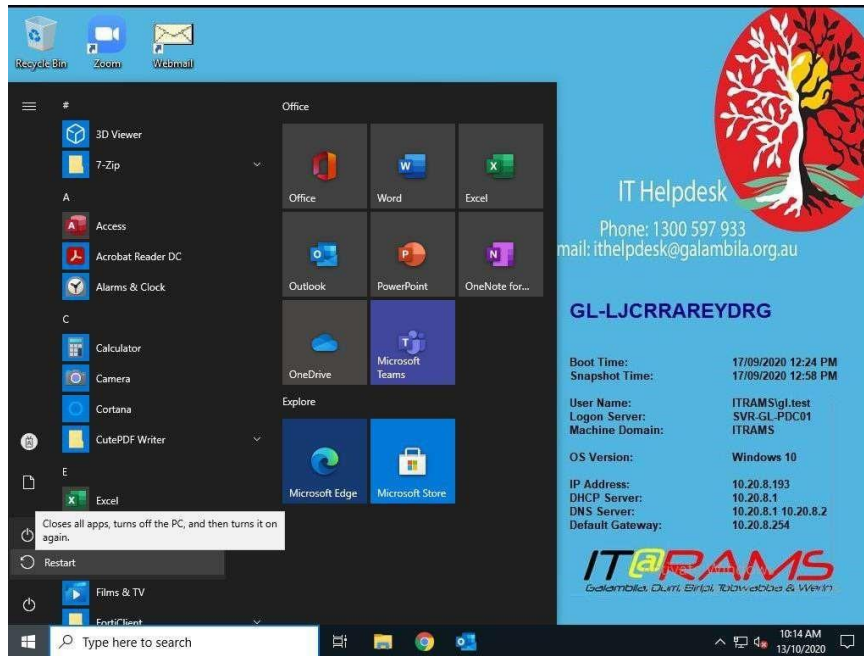 Recycle Bin
Zoom
Webmail
#
3D Viewer
7-Zip
A
Access
Acrobat Reader DC
Alarms & Clock
C
Calculator
Camera
Cortana
CutePDF Writer
E
Excel
Closes all apps, turns off the PC, and then turns it on
again.
Restart
Films & TV
FortiClient
Office
Office
Word
Excel
Outlook
PowerPoint
OneNote for...
OneDrive
Microsoft
Teams
Explore
Microsoft Edge
Microsoft Store
IT Helpdesk
Phone: 1300 597 933
mail: ithelpdesk@galambila.org.au
GL-LJCRRAREYDRG
Boot Time: 17/09/2020 12:24 PM
Snapshot Time: 17/09/2020 12:58 PM
User Name: ITRAMS\gl.test
Logon Server: SVR-GL-PDC01
Machine Domain: ITRAMS
OS Version: Windows 10
IP Address: 10.20.8.193
DHCP Server: 10.20.8.1
DNS Server: 10.20.8.1 10.20.8.2
Default Gateway: 10.20.8.254
IT@RAMS
Galambila, Durri, Biripi, Tobwabba & Werin
Type here to search
10:14 AM
13/10/2020